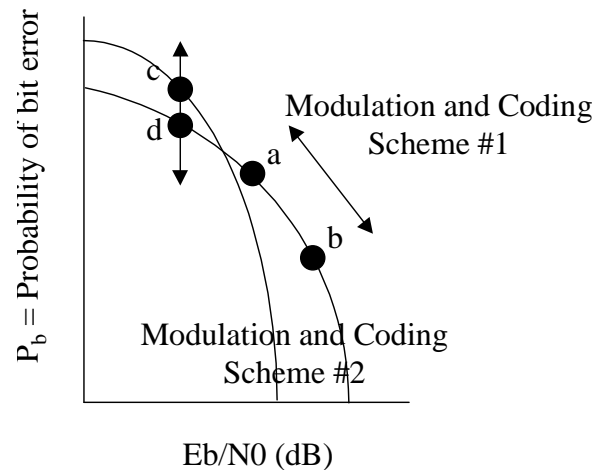 P_b = Probability of bit error
c
d
a
b
Modulation and Coding
Scheme #1
Modulation and Coding
Scheme #2
Eb/N0 (dB)